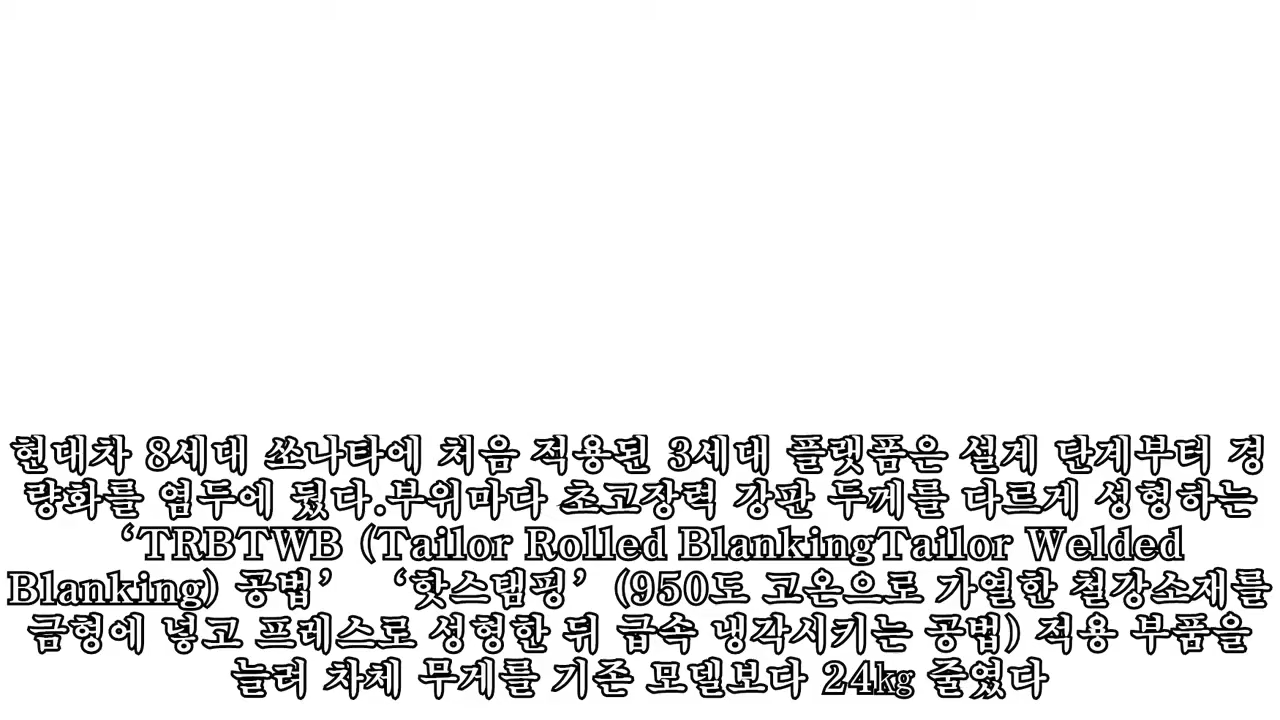 현대차 8세대 쏘나타에 처음 적용된 3세대 플랫폼은 설계 단계부터 경
량화를 염두에 뒀다.부위마다 초고장력 강판 두께를 다르게 성형하는
‘TRBTWB (Tailor Rolled BlankingTailor Welded
Blanking) 공법’ ‘핫스탬핑’(950도 고온으로 가열한 철강소재를
금형에 넣고 프레스로 성형한 뒤 급속 냉각시키는 공법) 적용 부품을
늘려 차체 무게를 기존 모델보다 24㎏ 줄였다